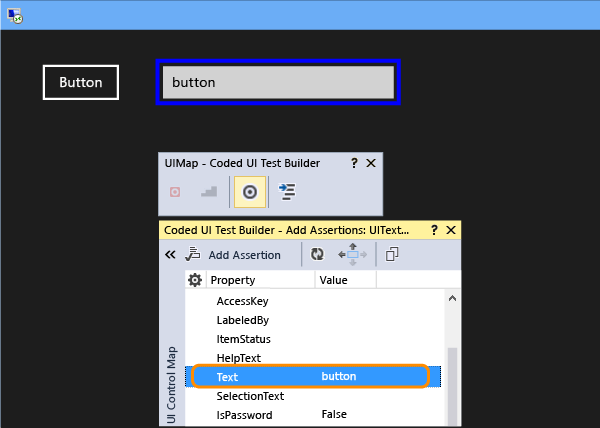 Button button
UIMap - Coded UI Test Builder ? ×
Coded UI Test Builder - Add Assertions: UIText... ? ×
« Add Assertion
Property Value
AccessKey
LabeledBy
ItemStatus
HelpText
Text button
SelectionText
IsPassword False
UI Control Map